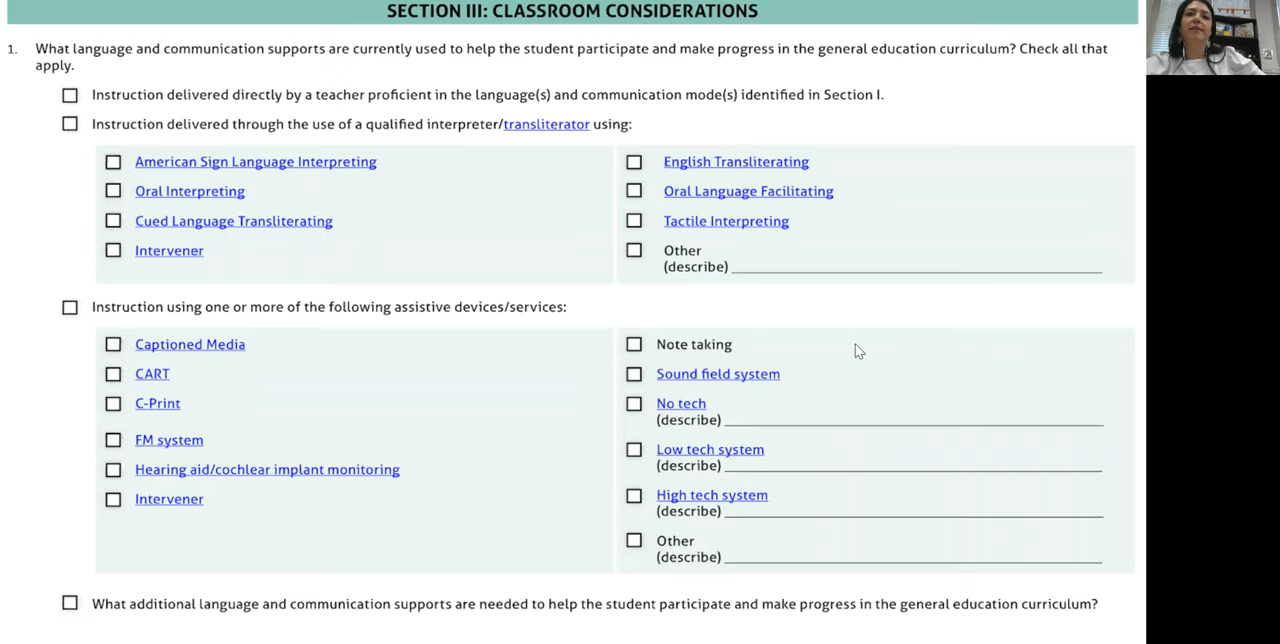 SECTION III: CLASSROOM CONSIDERATIONS
1. What language and communication supports are currently used to help the student participate and make progress in the general education curriculum? Check all that
apply.
Instruction delivered directly by a teacher proficient in the language(s) and communication mode(s) identified in Section I.
Instruction delivered through the use of a qualified interpreter/transliterator using:
American Sign Language Interpreting
Oral Interpreting
Cued Language Transliterating
Intervener
English Transliterating
Oral Language Facilitating
Tactile Interpreting
Other
(describe)
Instruction using one or more of the following assistive devices/services:
Captioned Media
CART
C-Print
FM system
Hearing aid/cochlear implant monitoring
Intervener
Note taking
Sound field system
No tech
(describe)
Low tech system
(describe)
High tech system
(describe)
Other
(describe)
What additional language and communication supports are needed to help the student participate and make progress in the general education curriculum?